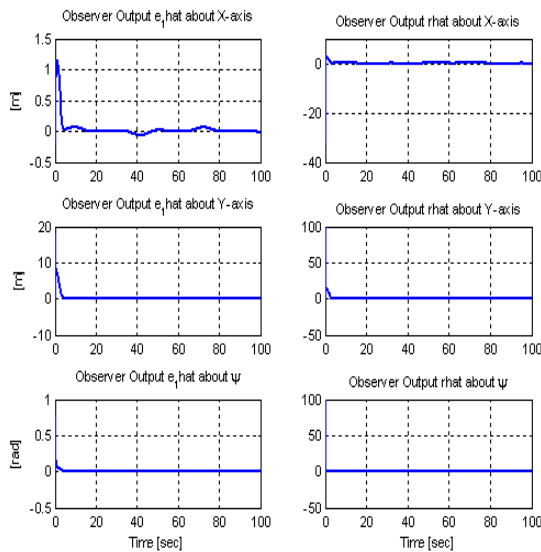 Observer Output e₁hat about X-axis
1.5
1
0.5
0
-0.5
[m]
0 20 40 60 80 100
Observer Output rhat about X-axis
0
-20
-40
0 20 40 60 80 100
Observer Output e₁hat about Y-axis
20
10
0
-10
[m]
0 20 40 60 80 100
Observer Output rhat about Y-axis
100
50
0
-50
0 20 40 60 80 100
Observer Output e₁hat about ψ
1
0.5
0
-0.5
[rad]
0 20 40 60 80 100
Time [sec]
Observer Output rhat about ψ
100
50
0
-50
0 20 40 60 80 100
Time [sec]